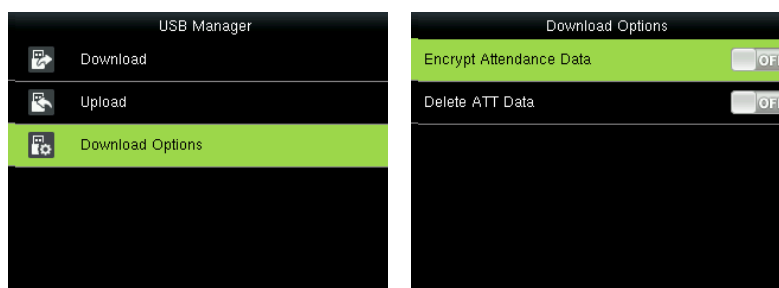 USB Manager
Download
Upload
Download Options
Download Options
Encrypt Attendance Data
Delete ATT Data